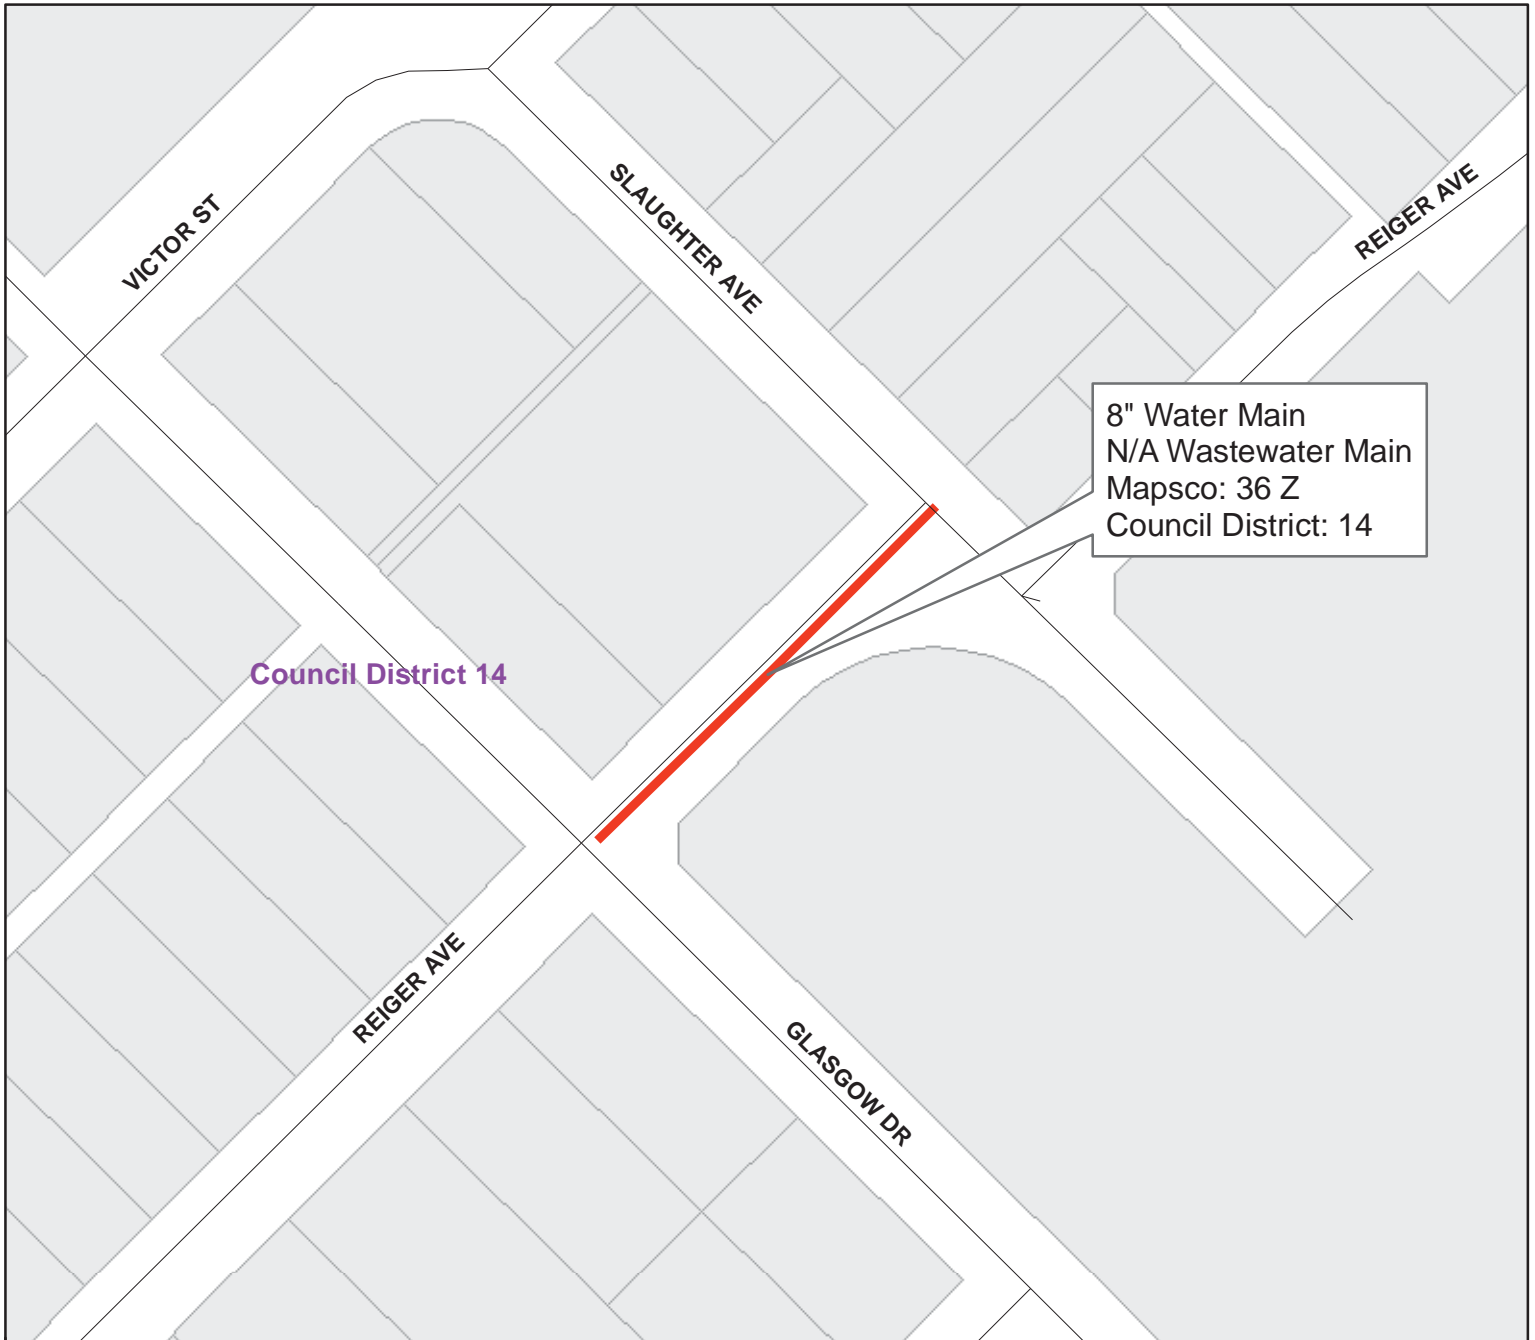 VICTOR ST
SLAUGHTER AVE
REIGER AVE
8" Water Main
N/A Wastewater Main
Mapsco: 36 Z
Council District: 14
Council District 14
REIGER AVE
GLASGOW DR